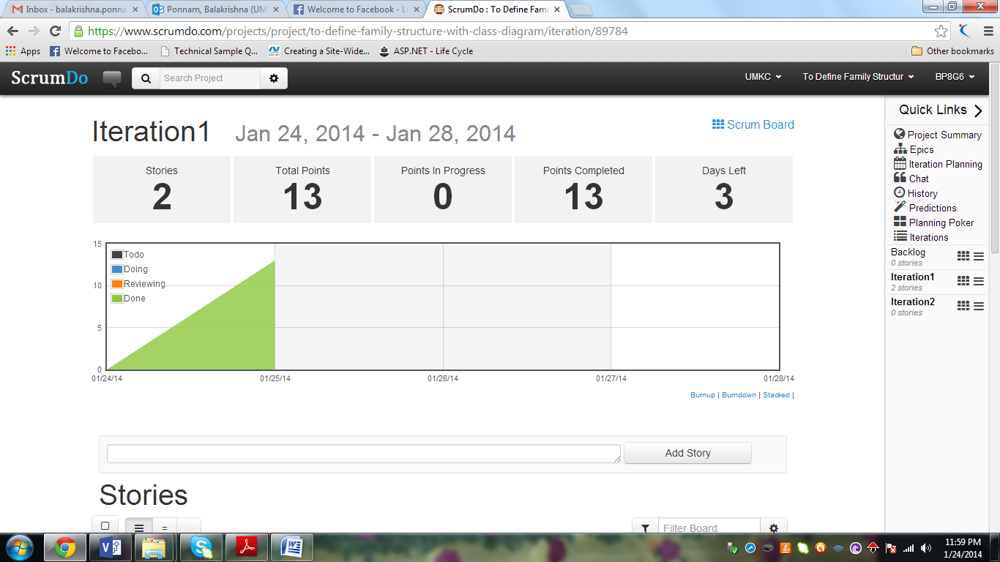 Inbox - balakrishna.ponna
Ponnam, Balakrishna (UM
Welcome to Facebook - L
ScrumDo : To Define Fami
https://www.scrumdo.com/projects/project/to-define-family-structure-with-class-diagram/iteration/89784
Apps Welcome to Facebo... Technical Sample Q... Creating a Site-Wide... ASP.NET - Life Cycle Other bookmarks
ScrumDo Search Project UMKC To Define Family Structur BP8G6
Iteration1 Jan 24, 2014 - Jan 28, 2014
Scrum Board
Stories Total Points Points In Progress Points Completed Days Left
2 13 0 13 3
15
10
5
0
Todo
Doing
Reviewing
Done
01/24/14 01/25/14 01/26/14 01/27/14 01/28/14
Burnup | Burndown | Stacked |
Add Story
Stories
Filter Board
Quick Links
Project Summary
Epics
Iteration Planning
Chat
History
Predictions
Planning Poker
Iterations
Backlog
0 stories
Iteration1
2 stories
Iteration2
0 stories
11:59 PM
1/24/2014